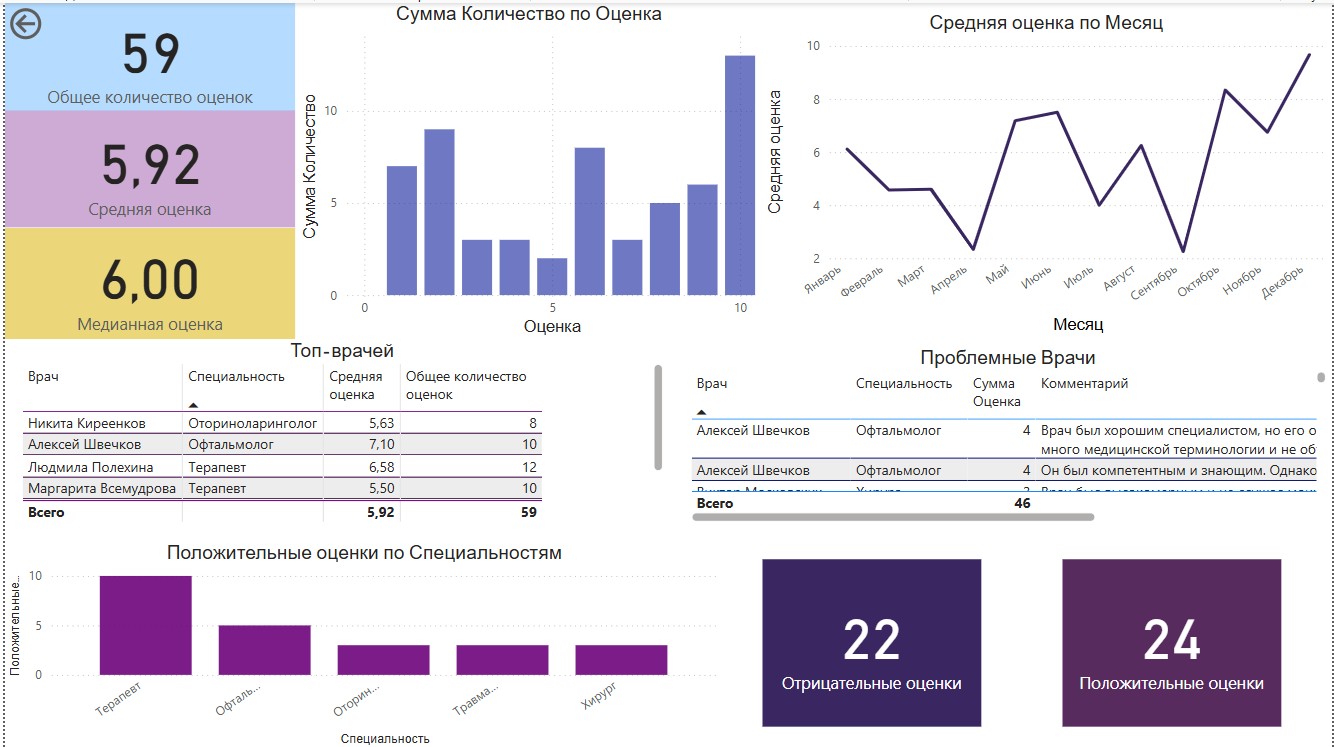 59
Общее количество оценок
5,92
Средняя оценка
6,00
Медианная оценка
Сумма Количество по Оценка
Сумма Количество
10
5
0
0
5
10
Оценка
Средняя оценка по Месяц
Средняя оценка
10
8
6
4
2
Январь
Февраль
Март
Апрель
Май
Июнь
Июль
Август
Сентябрь
Октябрь
Ноябрь
Декабрь
Месяц
Топ-врачей
Врач Специальность Средняя оценка Общее количество оценок
Никита Киреенков Оториноларинголог 5,63 8
Алексей Швечков Офтальмолог 7,10 10
Людмила Полехина Терапевт 6,58 12
Маргарита Всемудрова Терапевт 5,50 10
Всего 5,92 59
Проблемные Врачи
Врач Специальность Сумма Оценка Комментарий
Алексей Швечков Офтальмолог 4 Врач был хорошим специалистом, но его о
много медицинской терминологии и не об
Алексей Швечков Офтальмолог 4 Он был компетентным и знающим. Однако
Всего 46
Положительные оценки по Специальностям
Положительные...
10
5
0
Терапевт
Офталь...
Оторин...
Травма...
Хирург
Специальность
22
Отрицательные оценки
24
Положительные оценки